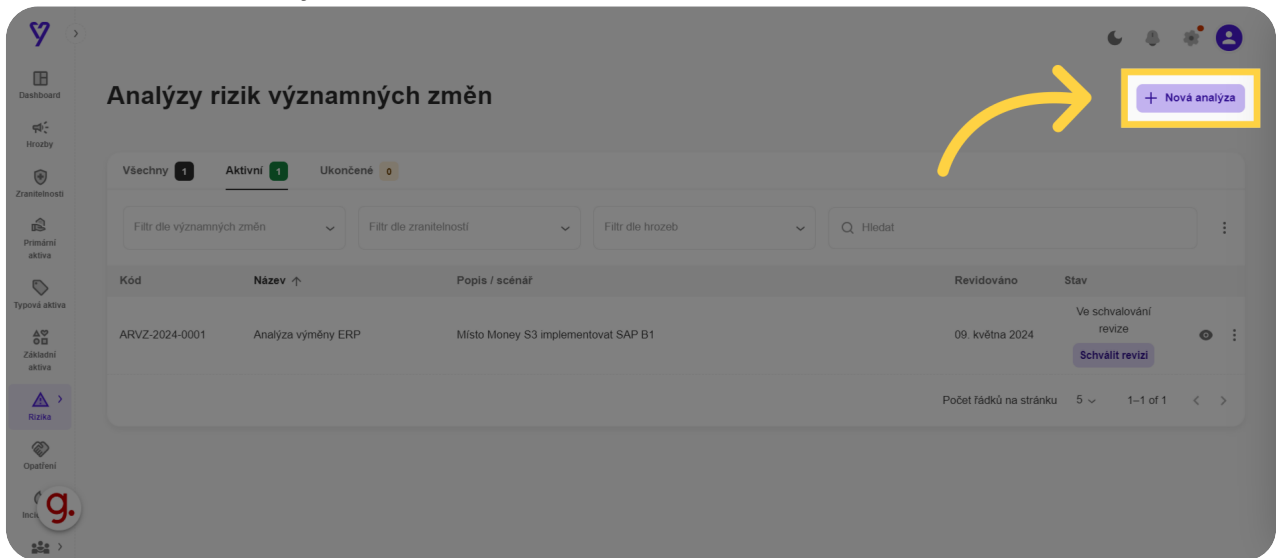 Dashboard
Hrozby
Zranitelnosti
Primární
aktiva
Typová aktiva
Základní
aktiva
Rizika
Opatření
g.
Analýzy rizik významných změn
+ Nová analýza
Všechny 1 Aktivní 1 Ukončené 0
Filtr dle významných změn Filtr dle zranitelností Filtr dle hrozeb Hledat
Kód Název ↑ Popis / scénář Revidováno Stav
ARVZ-2024-0001 Analýza výměny ERP Místo Money S3 implementovat SAP B1 09. května 2024 Ve schvalování
revize
Schválit revizi
Počet řádků na stránku 5 1–1 of 1